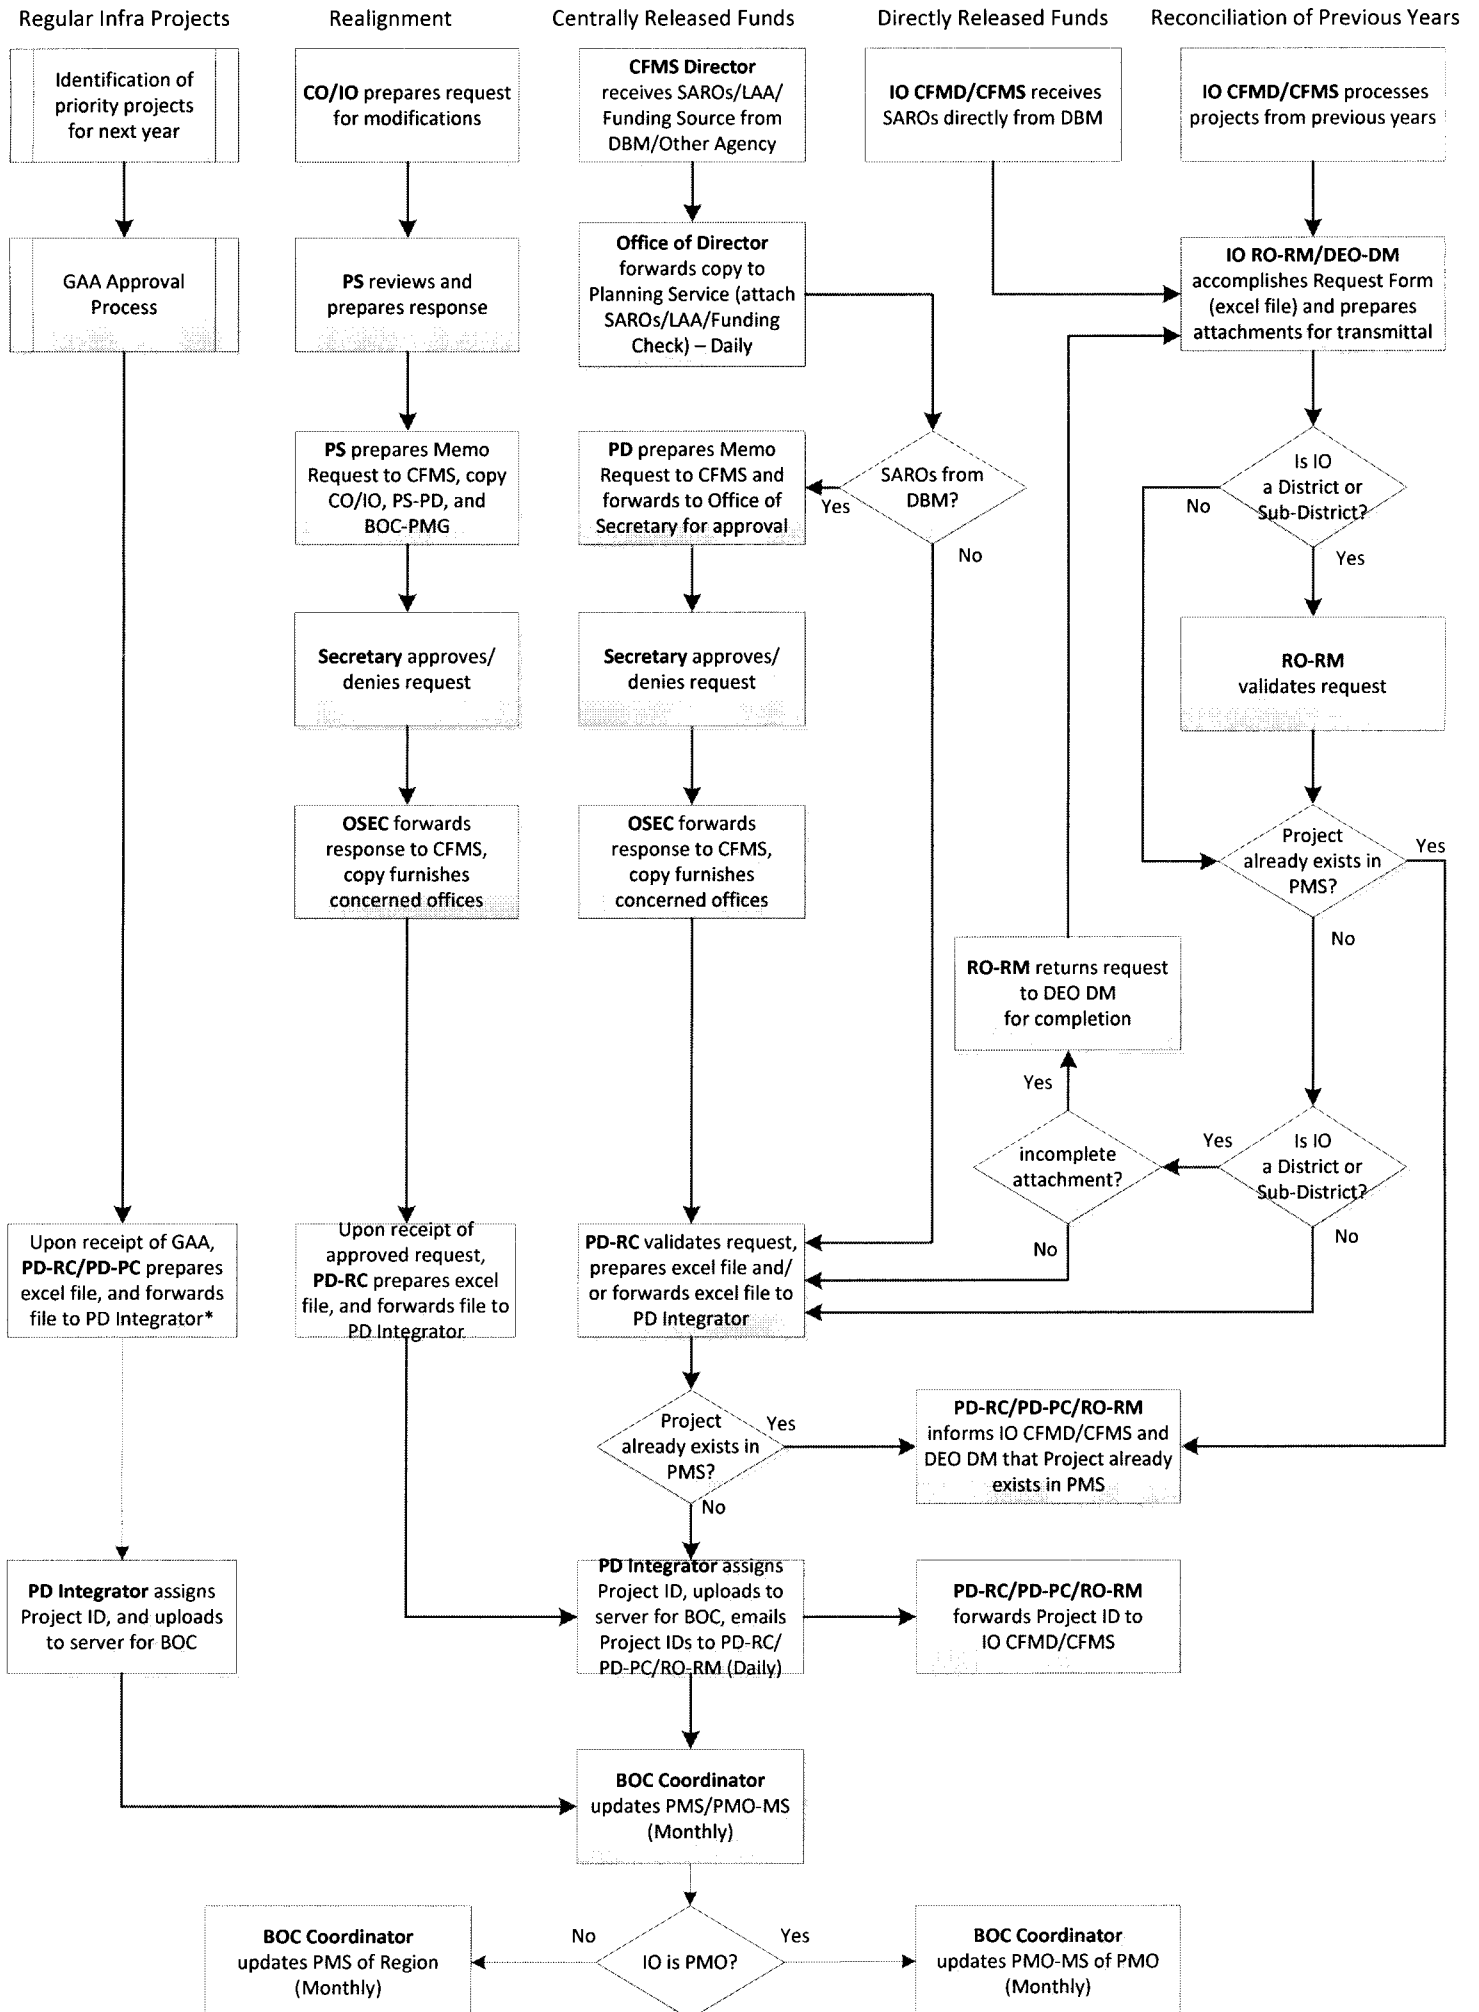 Regular Infra Projects
Realignment
Centrally Released Funds
Directly Released Funds
Reconciliation of Previous Years
Identification of
priority projects
for next year
CO/IO prepares request
for modifications
CFMS Director
receives SAROs/LAA/
Funding Source from
DBM/Other Agency
IO CFMD/CFMS receives
SAROs directly from DBM
IO CFMD/CFMS processes
projects from previous years
GAA Approval
Process
PS reviews and
prepares response
Office of Director
forwards copy to
Planning Service (attach
SAROs/LAA/Funding
Check) – Daily
IO RO-RM/DEO-DM
accomplishes Request Form
(excel file) and prepares
attachments for transmittal
PS prepares Memo
Request to CFMS, copy
CO/IO, PS-PD, and
BOC-PMG
PD prepares Memo
Request to CFMS and
forwards to Office of
Secretary for approval
Yes
SAROs from
DBM?
No
Is IO
a District or
Sub-District?
No
Yes
Secretary approves/
denies request
Secretary approves/
denies request
RO-RM
validates request
OSEC forwards
response to CFMS,
copy furnishes
concerned offices
OSEC forwards
response to CFMS,
copy furnishes
concerned offices
Project
already exists in
PMS?
Yes
No
RO-RM returns request
to DEO DM
for completion
Yes
incomplete
attachment?
No
Yes
Is IO
a District or
Sub-District?
No
Upon receipt of GAA,
PD-RC/PD-PC prepares
excel file, and forwards
file to PD Integrator*
Upon receipt of
approved request,
PD-RC prepares excel
file, and forwards file to
PD Integrator
PD-RC validates request,
prepares excel file and/
or forwards excel file to
PD Integrator
Project
already exists in
PMS?
Yes
No
PD-RC/PD-PC/RO-RM
informs IO CFMD/CFMS and
DEO DM that Project already
exists in PMS
PD Integrator assigns
Project ID, and uploads
to server for BOC
PD Integrator assigns
Project ID, uploads to
server for BOC, emails
Project IDs to PD-RC/
PD-PC/RO-RM (Daily)
PD-RC/PD-PC/RO-RM
forwards Project ID to
IO CFMD/CFMS
BOC Coordinator
updates PMS/PMO-MS
(Monthly)
BOC Coordinator
updates PMS of Region
(Monthly)
No
IO is PMO?
Yes
BOC Coordinator
updates PMO-MS of PMO
(Monthly)